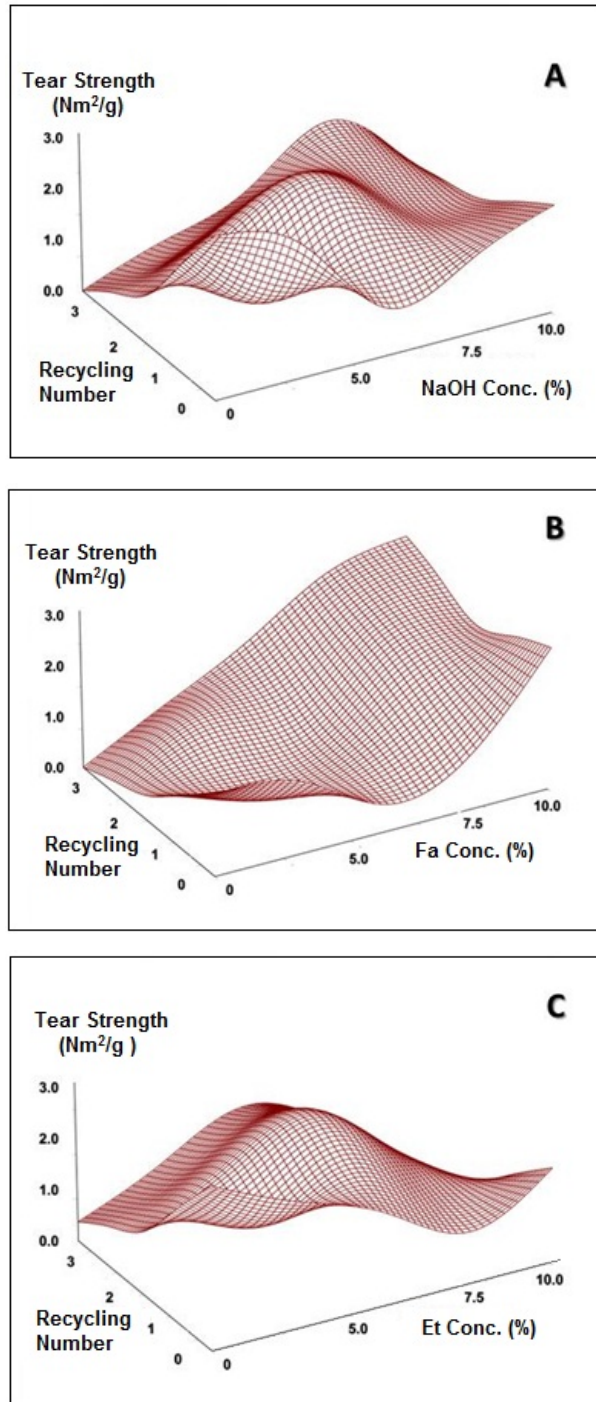 A
Tear Strength
(Nm²/g)
3.0
2.0
1.0
0.0
3
2
1
0
Recycling
Number
0
5.0
7.5
10.0
NaOH Conc. (%)
B
Tear Strength
(Nm²/g)
3.0
2.0
1.0
0.0
3
2
1
0
Recycling
Number
0
5.0
7.5
10.0
Fa Conc. (%)
C
Tear Strength
(Nm²/g )
3.0
2.0
1.0
0.0
3
2
1
0
Recycling
Number
0
5.0
7.5
10.0
Et Conc. (%)